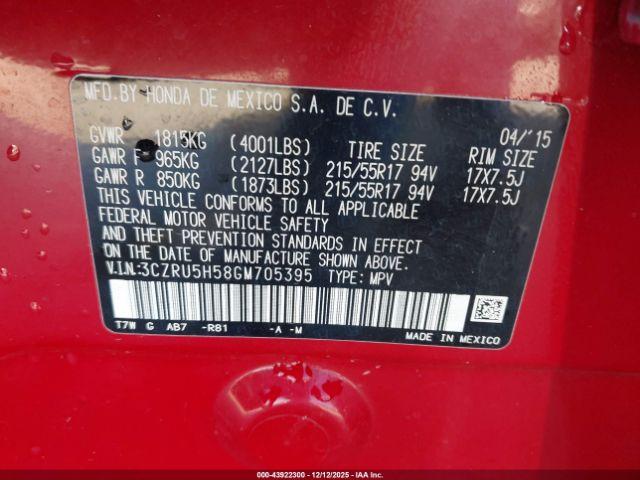 MFD.BY HONDA DE MEXICO S.A. DE C.V.
04/'15
GVWR 1815KG (4001LBS) TIRE SIZE RIM SIZE
GAWR F 965KG (2127LBS) 215/55R17 94V 17X7.5J
GAWR R 850KG (1873LBS) 215/55R17 94V 17X7.5J
THIS VEHICLE CONFORMS TO ALL APPLICABLE
FEDERAL MOTOR VEHICLE SAFETY
AND THEFT PREVENTION STANDARDS IN EFFECT
ON THE DATE OF MANUFACTURE SHOWN ABOVE.
V.I.N.:3CZRU5H58GM705395 TYPE: MPV
T7W G AB7 -R81 -A -M
MADE IN MEXICO
000-43922300 - 12/12/2025 - IAA Inc.